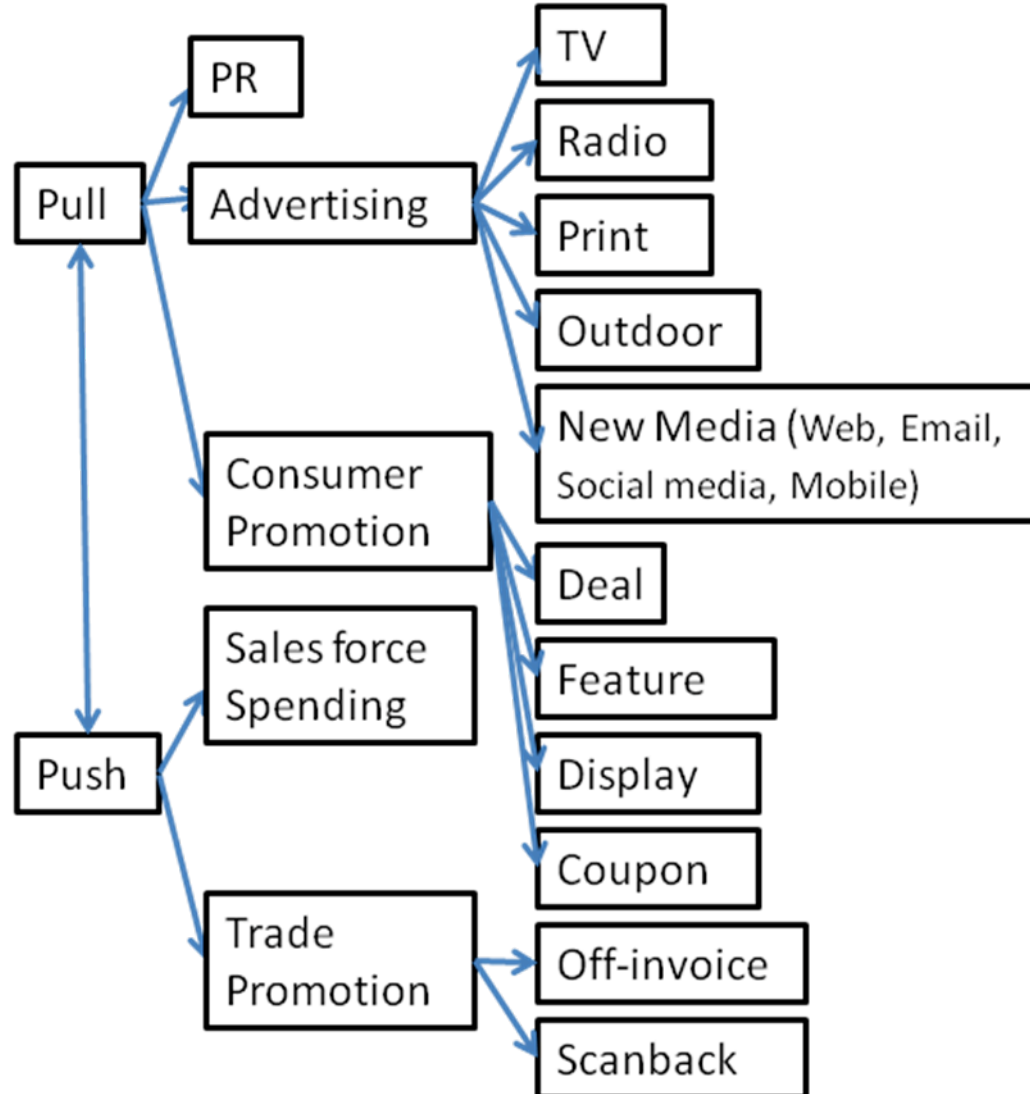 TV
PR
Radio
Pull
Advertising
Print
Outdoor
New Media (Web, Email,
Social media, Mobile)
Consumer
Promotion
Deal
Sales force
Spending
Feature
Push
Display
Coupon
Trade
Promotion
Off-invoice
Scanback